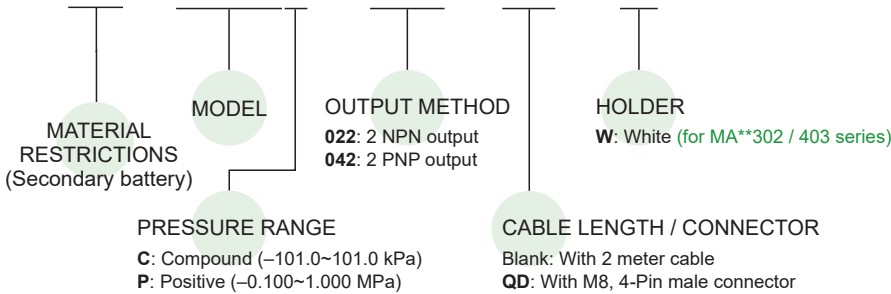 MATERIAL
RESTRICTIONS
(Secondary battery)
MODEL
OUTPUT METHOD
022: 2 NPN output
042: 2 PNP output
HOLDER
W: White (for MA**302 / 403 series)
PRESSURE RANGE
C: Compound (–101.0~101.0 kPa)
P: Positive (–0.100~1.000 MPa)
CABLE LENGTH / CONNECTOR
Blank: With 2 meter cable
QD: With M8, 4-Pin male connector